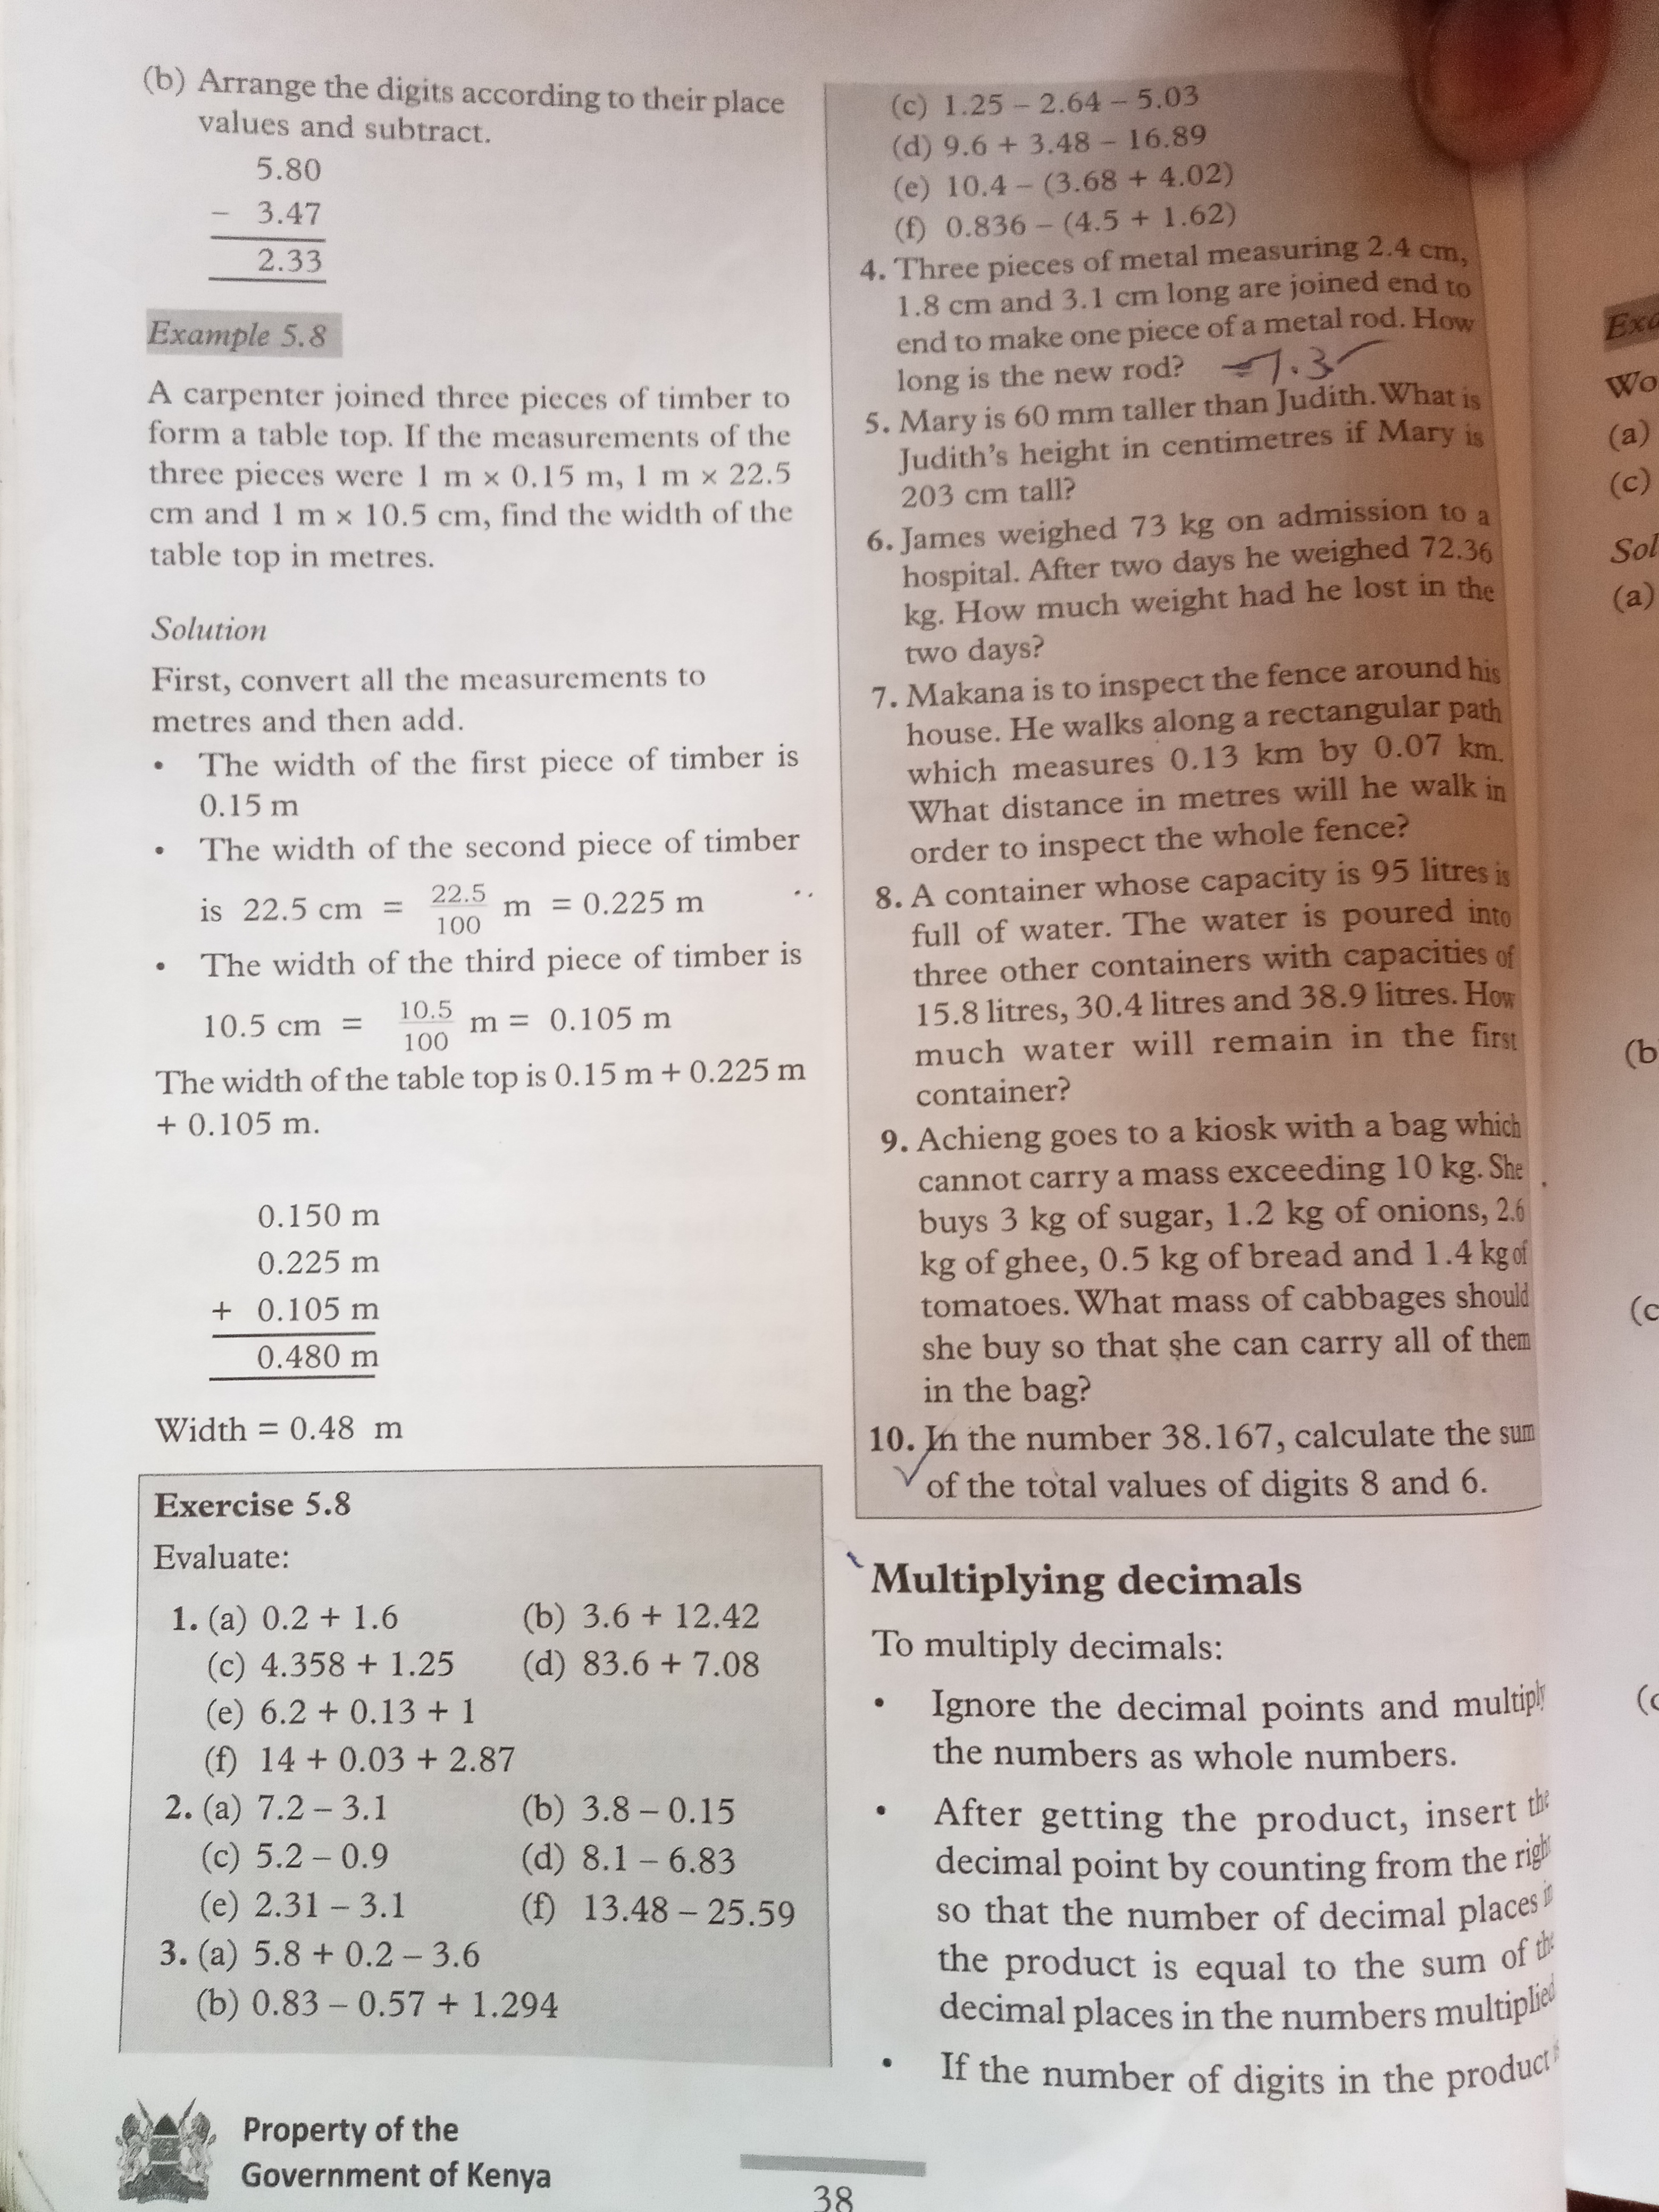 (b) Arrange the digits according to their place
values and subtract.
5.80
– 3.47
2.33
Example 5.8
A carpenter joined three pieces of timber to
form a table top. If the measurements of the
three pieces were 1 m × 0.15 m, 1 m × 22.5
cm and 1 m × 10.5 cm, find the width of the
table top in metres.
Solution
First, convert all the measurements to
metres and then add.
• The width of the first piece of timber is
0.15 m
• The width of the second piece of timber
is 22.5 cm = 22.5/100 m = 0.225 m
• The width of the third piece of timber is
10.5 cm = 10.5/100 m = 0.105 m
The width of the table top is 0.15 m + 0.225 m
+ 0.105 m.
0.150 m
0.225 m
+ 0.105 m
0.480 m
Width = 0.48 m
Exercise 5.8
Evaluate:
1. (a) 0.2 + 1.6 (b) 3.6 + 12.42
(c) 4.358 + 1.25 (d) 83.6 + 7.08
(e) 6.2 + 0.13 + 1
(f) 14 + 0.03 + 2.87
2. (a) 7.2 – 3.1 (b) 3.8 – 0.15
(c) 5.2 – 0.9 (d) 8.1 – 6.83
(e) 2.31 – 3.1 (f) 13.48 – 25.59
3. (a) 5.8 + 0.2 – 3.6
(b) 0.83 – 0.57 + 1.294
(c) 1.25 – 2.64 – 5.03
(d) 9.6 + 3.48 – 16.89
(e) 10.4 – (3.68 + 4.02)
(f) 0.836 – (4.5 + 1.62)
4. Three pieces of metal measuring 2.4 cm,
1.8 cm and 3.1 cm long are joined end to
end to make one piece of a metal rod. How
long is the new rod? =7.3
5. Mary is 60 mm taller than Judith. What is
Judith's height in centimetres if Mary is
203 cm tall?
6. James weighed 73 kg on admission to a
hospital. After two days he weighed 72.36
kg. How much weight had he lost in the
two days?
7. Makana is to inspect the fence around his
house. He walks along a rectangular path
which measures 0.13 km by 0.07 km.
What distance in metres will he walk in
order to inspect the whole fence?
8. A container whose capacity is 95 litres is
full of water. The water is poured into
three other containers with capacities of
15.8 litres, 30.4 litres and 38.9 litres. How
much water will remain in the first
container?
9. Achieng goes to a kiosk with a bag which
cannot carry a mass exceeding 10 kg. She
buys 3 kg of sugar, 1.2 kg of onions, 2.6
kg of ghee, 0.5 kg of bread and 1.4 kg of
tomatoes. What mass of cabbages should
she buy so that she can carry all of them
in the bag?
10. In the number 38.167, calculate the sum
of the total values of digits 8 and 6.
Multiplying decimals
To multiply decimals:
• Ignore the decimal points and multiply
the numbers as whole numbers.
• After getting the product, insert the
decimal point by counting from the right
so that the number of decimal places in
the product is equal to the sum of the
decimal places in the numbers multiplied
• If the number of digits in the product
Property of the
Government of Kenya
38
(a)
(c)
(a)
(b
(c